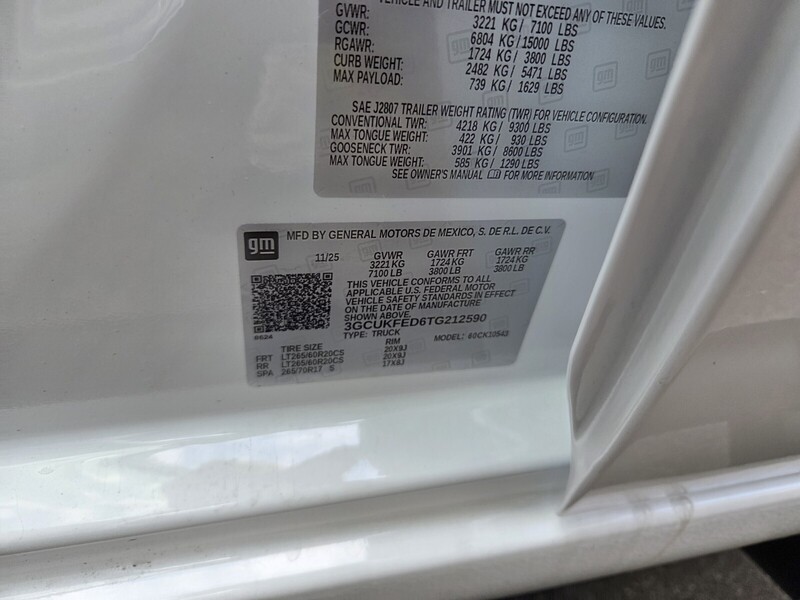 VEHICLE AND TRAILER MUST NOT EXCEED ANY OF THESE VALUES.
GVWR: 3221 KG / 7100 LBS
GCWR: 6804 KG / 15000 LBS
RGAWR: 1724 KG / 3800 LBS
CURB WEIGHT: 2482 KG / 5471 LBS
MAX PAYLOAD: 739 KG / 1629 LBS
SAE J2807 TRAILER WEIGHT RATING (TWR) FOR VEHICLE CONFIGURATION.
CONVENTIONAL TWR: 4218 KG / 9300 LBS
MAX TONGUE WEIGHT: 422 KG / 930 LBS
GOOSENECK TWR: 3901 KG / 8600 LBS
MAX TONGUE WEIGHT: 585 KG / 1290 LBS
SEE OWNER'S MANUAL FOR MORE INFORMATION
gm MFD BY GENERAL MOTORS DE MEXICO, S. DE R.L. DE C.V.
11/25 GVWR GAWR FRT GAWR RR
3221 KG 1724 KG 1724 KG
7100 LB 3800 LB 3800 LB
THIS VEHICLE CONFORMS TO ALL
APPLICABLE U.S. FEDERAL MOTOR
VEHICLE SAFETY STANDARDS IN EFFECT
ON THE DATE OF MANUFACTURE
SHOWN ABOVE.
3GCUKFED6TG212590
TYPE: TRUCK MODEL:
TIRE SIZE RIM
FRT LT265/60R20CS 20X9J
RR LT265/60R20CS 20X9J
SPA 265/70R17 S 17X8J